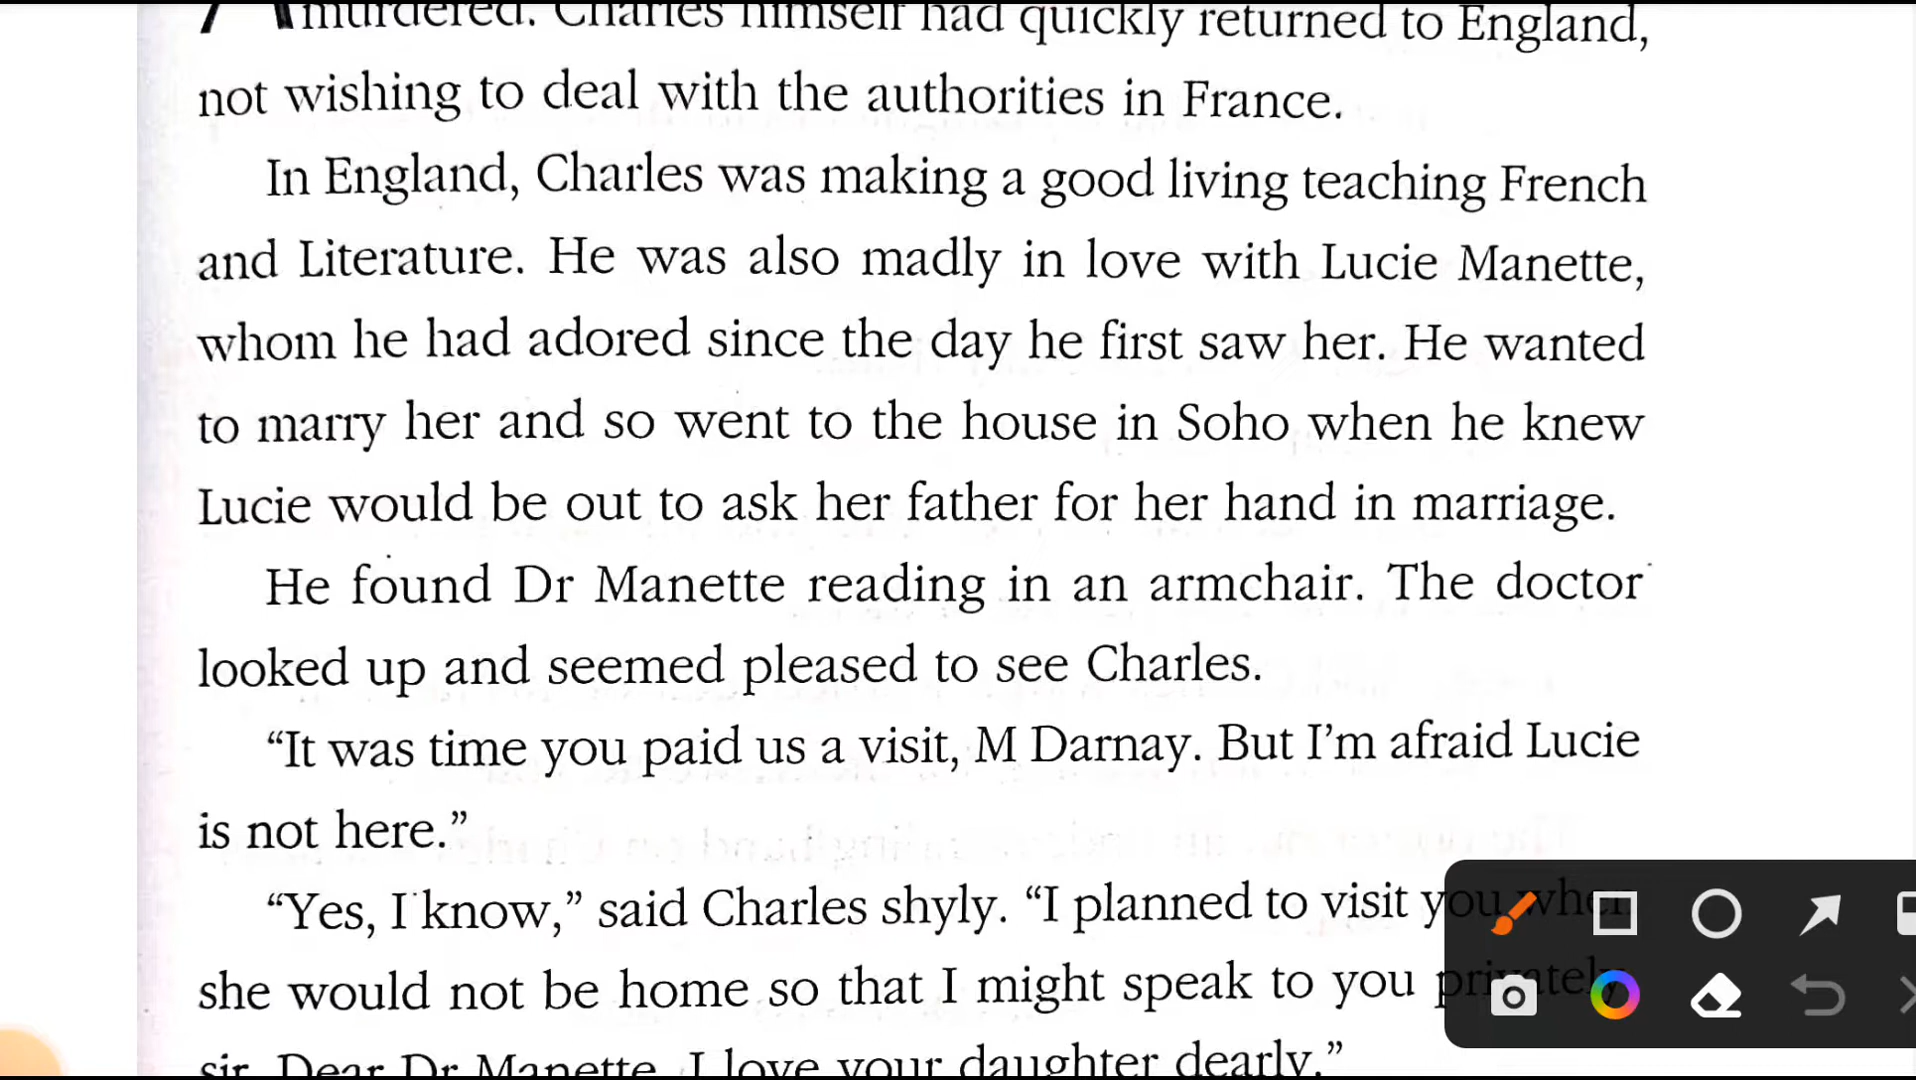 murdered. Charles himself had quickly returned to England,
not wishing to deal with the authorities in France.
In England, Charles was making a good living teaching French
and Literature. He was also madly in love with Lucie Manette,
whom he had adored since the day he first saw her. He wanted
to marry her and so went to the house in Soho when he knew
Lucie would be out to ask her father for her hand in marriage.
He found Dr Manette reading in an armchair. The doctor
looked up and seemed pleased to see Charles.
“It was time you paid us a visit, M Darnay. But I’m afraid Lucie
is not here.”
“Yes, I know,” said Charles shyly. “I planned to visit you when
she would not be home so that I might speak to you privately
sir. Dear Dr Manette, I love your daughter dearly.”